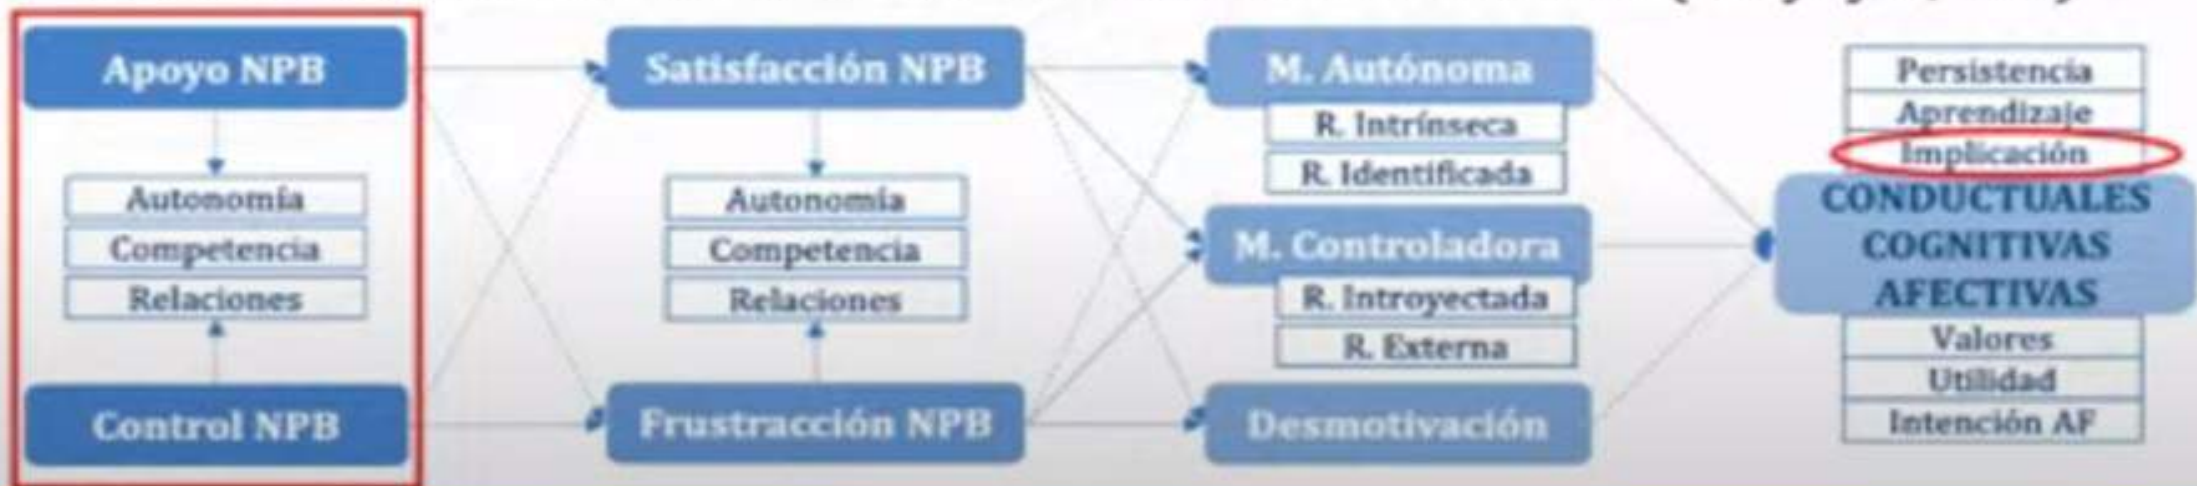 Apoyo NPB
Autonomía
Competencia
Relaciones
Control NPB
Satisfacción NPB
Autonomía
Competencia
Relaciones
Frustracción NPB
M. Autónoma
R. Intrínseca
R. Identificada
M. Controladora
R. Introyectada
R. Externa
Desmotivación
Persistencia
Aprendizaje
Implicación
CONDUCTUALES
COGNITIVAS
AFECTIVAS
Valores
Utilidad
Intención AF